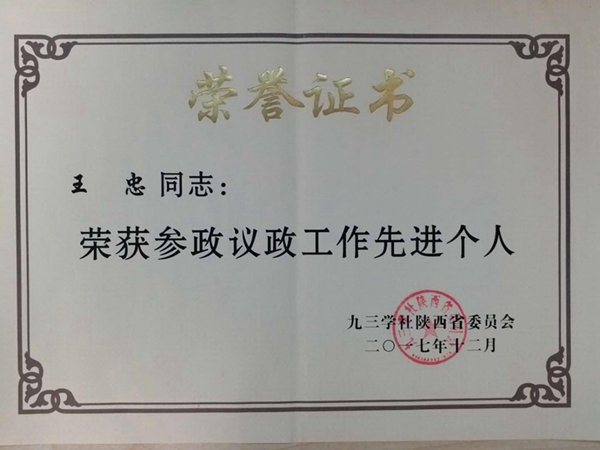 荣誉证书
王 忠 同志：
荣获参政议政工作先进个人
九三学社陕西省委员会
二〇一七年十二月